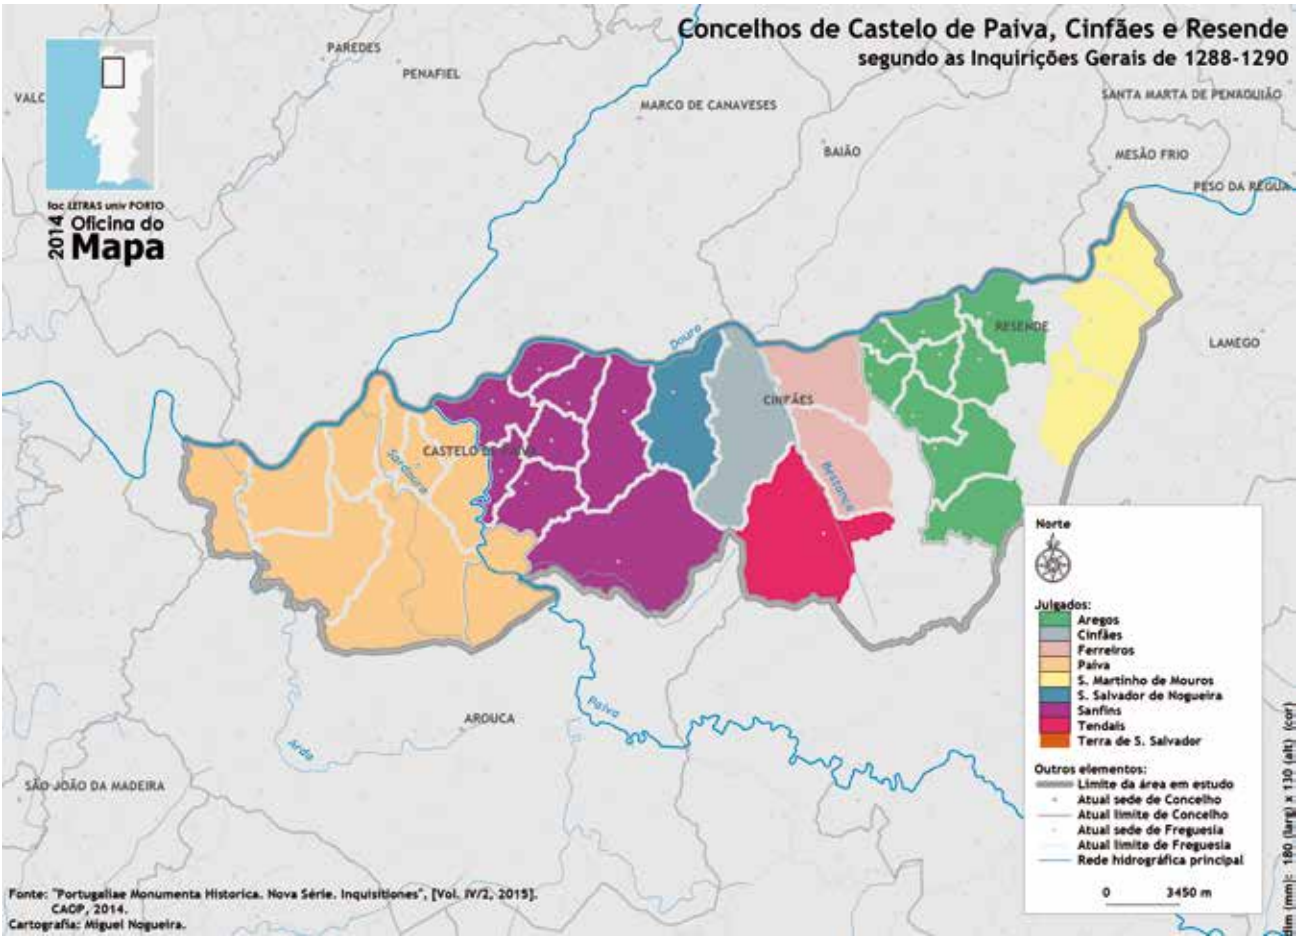 Concelhos de Castelo de Paiva, Cinfães e Resende
segundo as Inquirições Gerais de 1288-1290
PAREDES
PENAFIEL
VALC
MARCO DE CANAVESES
SANTA MARTA DE PENAGUIÃO
BAIÃO
MESÃO FRIO
PESO DA RÉGUA
fac LETRAS univ PORTO
2014 Oficina do
Mapa
Douro
RESENDE
LAMEGO
CINFÃES
CASTELO DE PAIVA
Sardoura
Bestança
Paiva
AROUCA
Arda
SÃO JOÃO DA MADEIRA
Norte
Julgados:
Aregos
Cinfães
Ferreiros
Paiva
S. Martinho de Mouros
S. Salvador de Nogueira
Sanfins
Tendais
Terra de S. Salvador
Outros elementos:
Limite da área em estudo
Atual sede de Concelho
Atual limite de Concelho
Atual sede de Freguesia
Atual limite de Freguesia
Rede hidrográfica principal
0 3450 m
dim (mm): 180 (larg) x 130 (alt) (cor)
Fonte: "Portugaliae Monumenta Historica. Nova Série. Inquisitiones", [Vol. IV/2, 2015].
CAOP, 2014.
Cartografia: Miguel Nogueira.